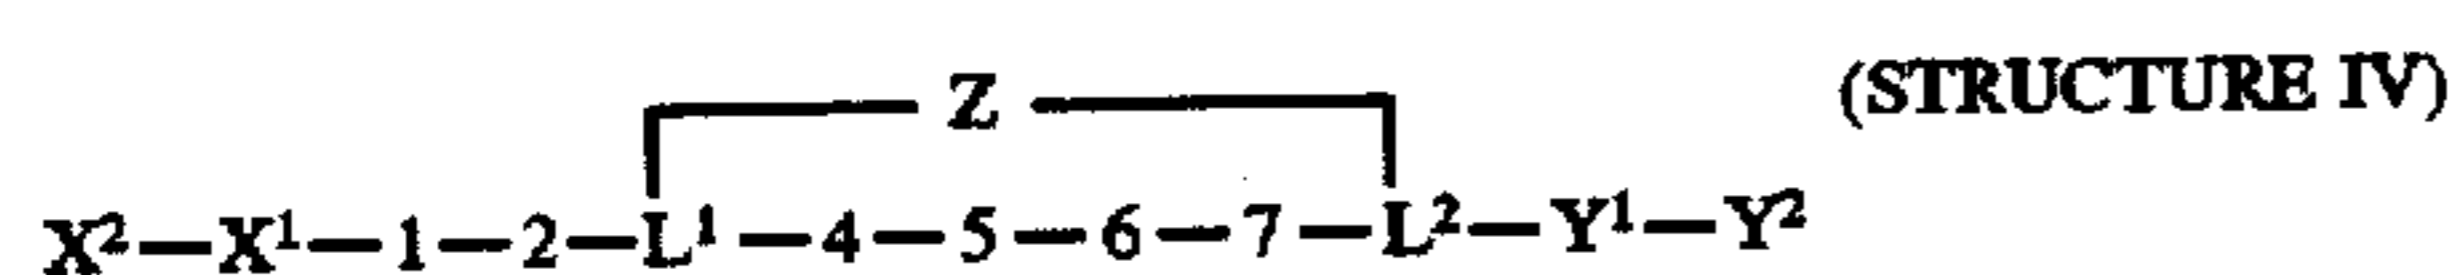 Z (STRUCTURE IV)
X²—X¹—1—2—L¹—4—5—6—7—L²—Y¹—Y²